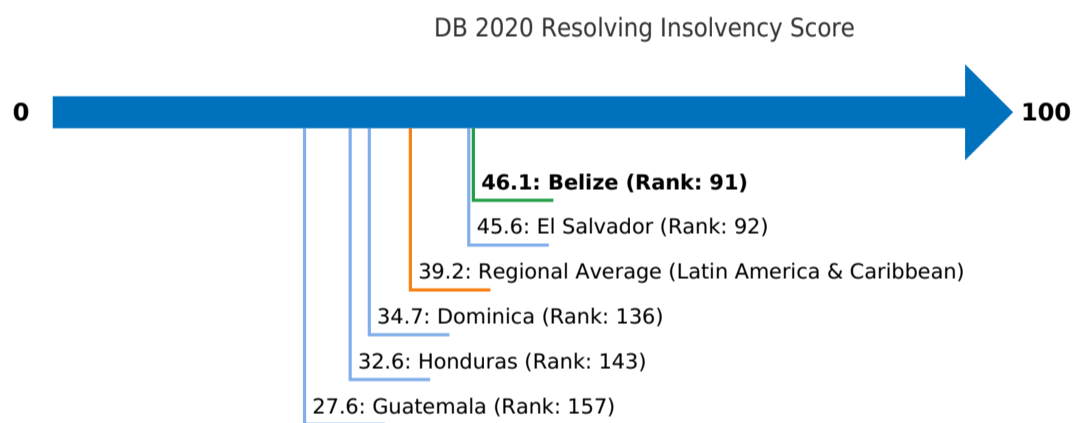 DB 2020 Resolving Insolvency Score
0
100
46.1: Belize (Rank: 91)
45.6: El Salvador (Rank: 92)
39.2: Regional Average (Latin America & Caribbean)
34.7: Dominica (Rank: 136)
32.6: Honduras (Rank: 143)
27.6: Guatemala (Rank: 157)